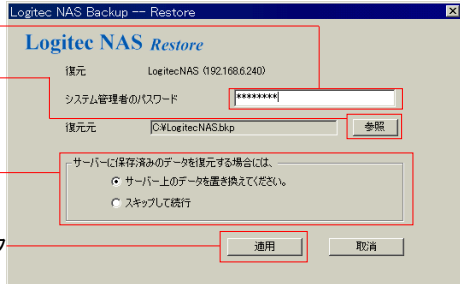 Logitec NAS Backup -- Restore
Logitec NAS Restore
復元 LogitecNAS (192.168.6.240)
システム管理者のパスワード ********
復元元 C:¥LogitecNAS.bkp 参照
サーバーに保存済みのデータを復元する場合には、
サーバー上のデータを置き換えてください。
スキップして続行
適用 取消